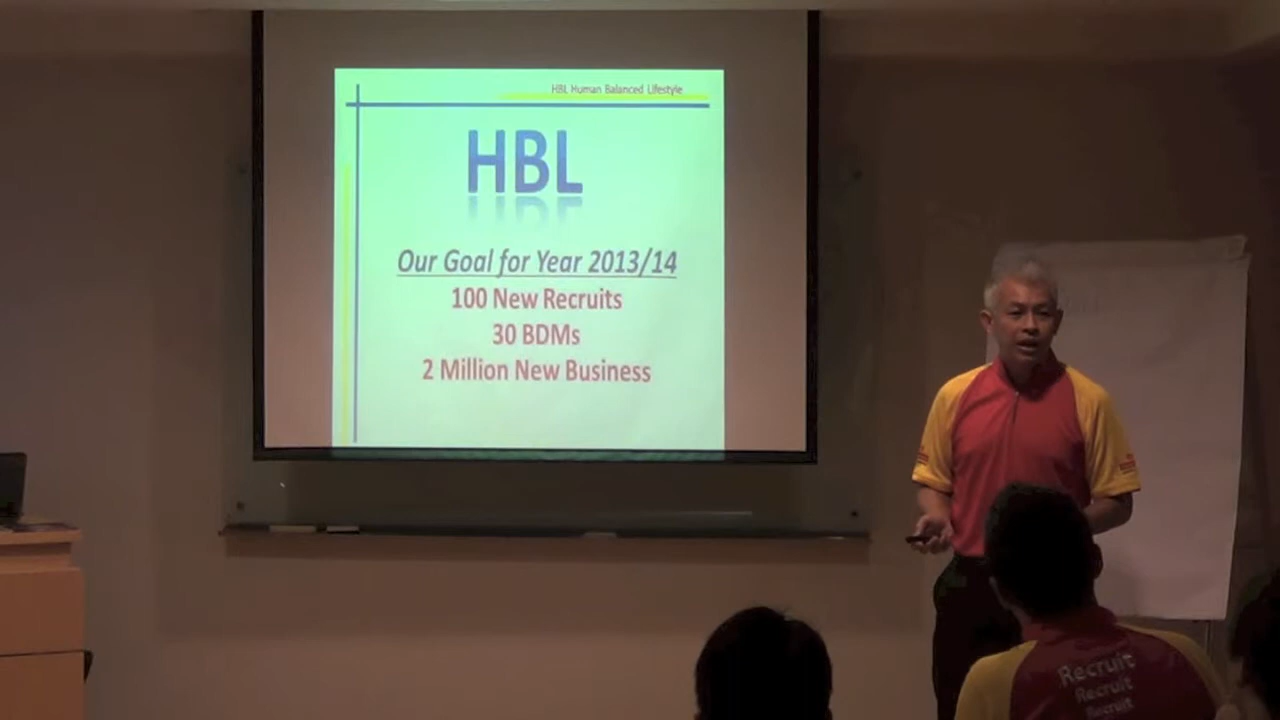 HBL Human Balanced Lifestyle
HBL
Our Goal for Year 2013/14
100 New Recruits
30 BDMs
2 Million New Business
Recruit
Recruit
Recruit